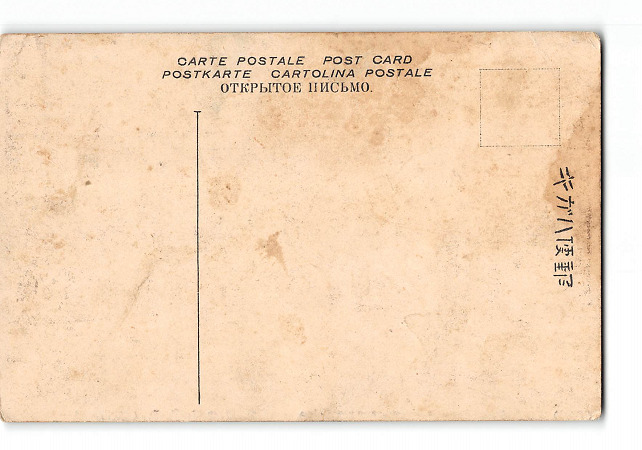 CARTE POSTALE POST CARD
POSTKARTE CARTOLINA POSTALE
ОТКРЫТОЕ ПИСЬМО.
郵便ハガキ